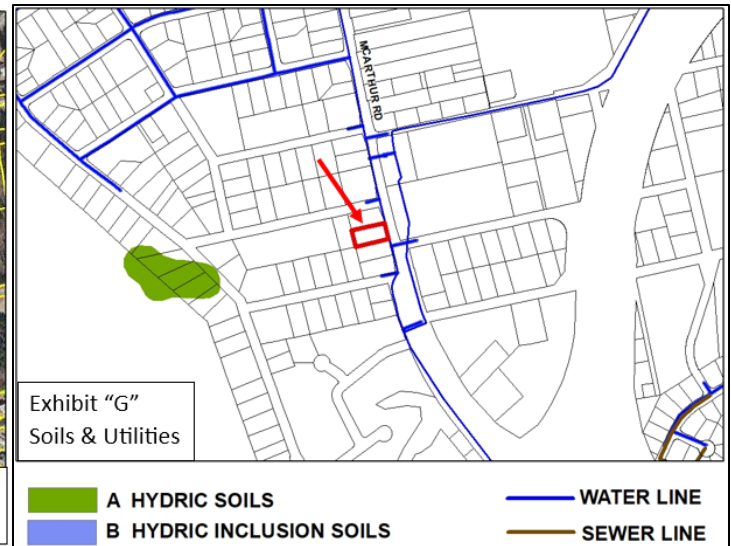 MCARTHUR RD
Exhibit “G”
Soils & Utilities
A HYDRIC SOILS
B HYDRIC INCLUSION SOILS
WATER LINE
SEWER LINE